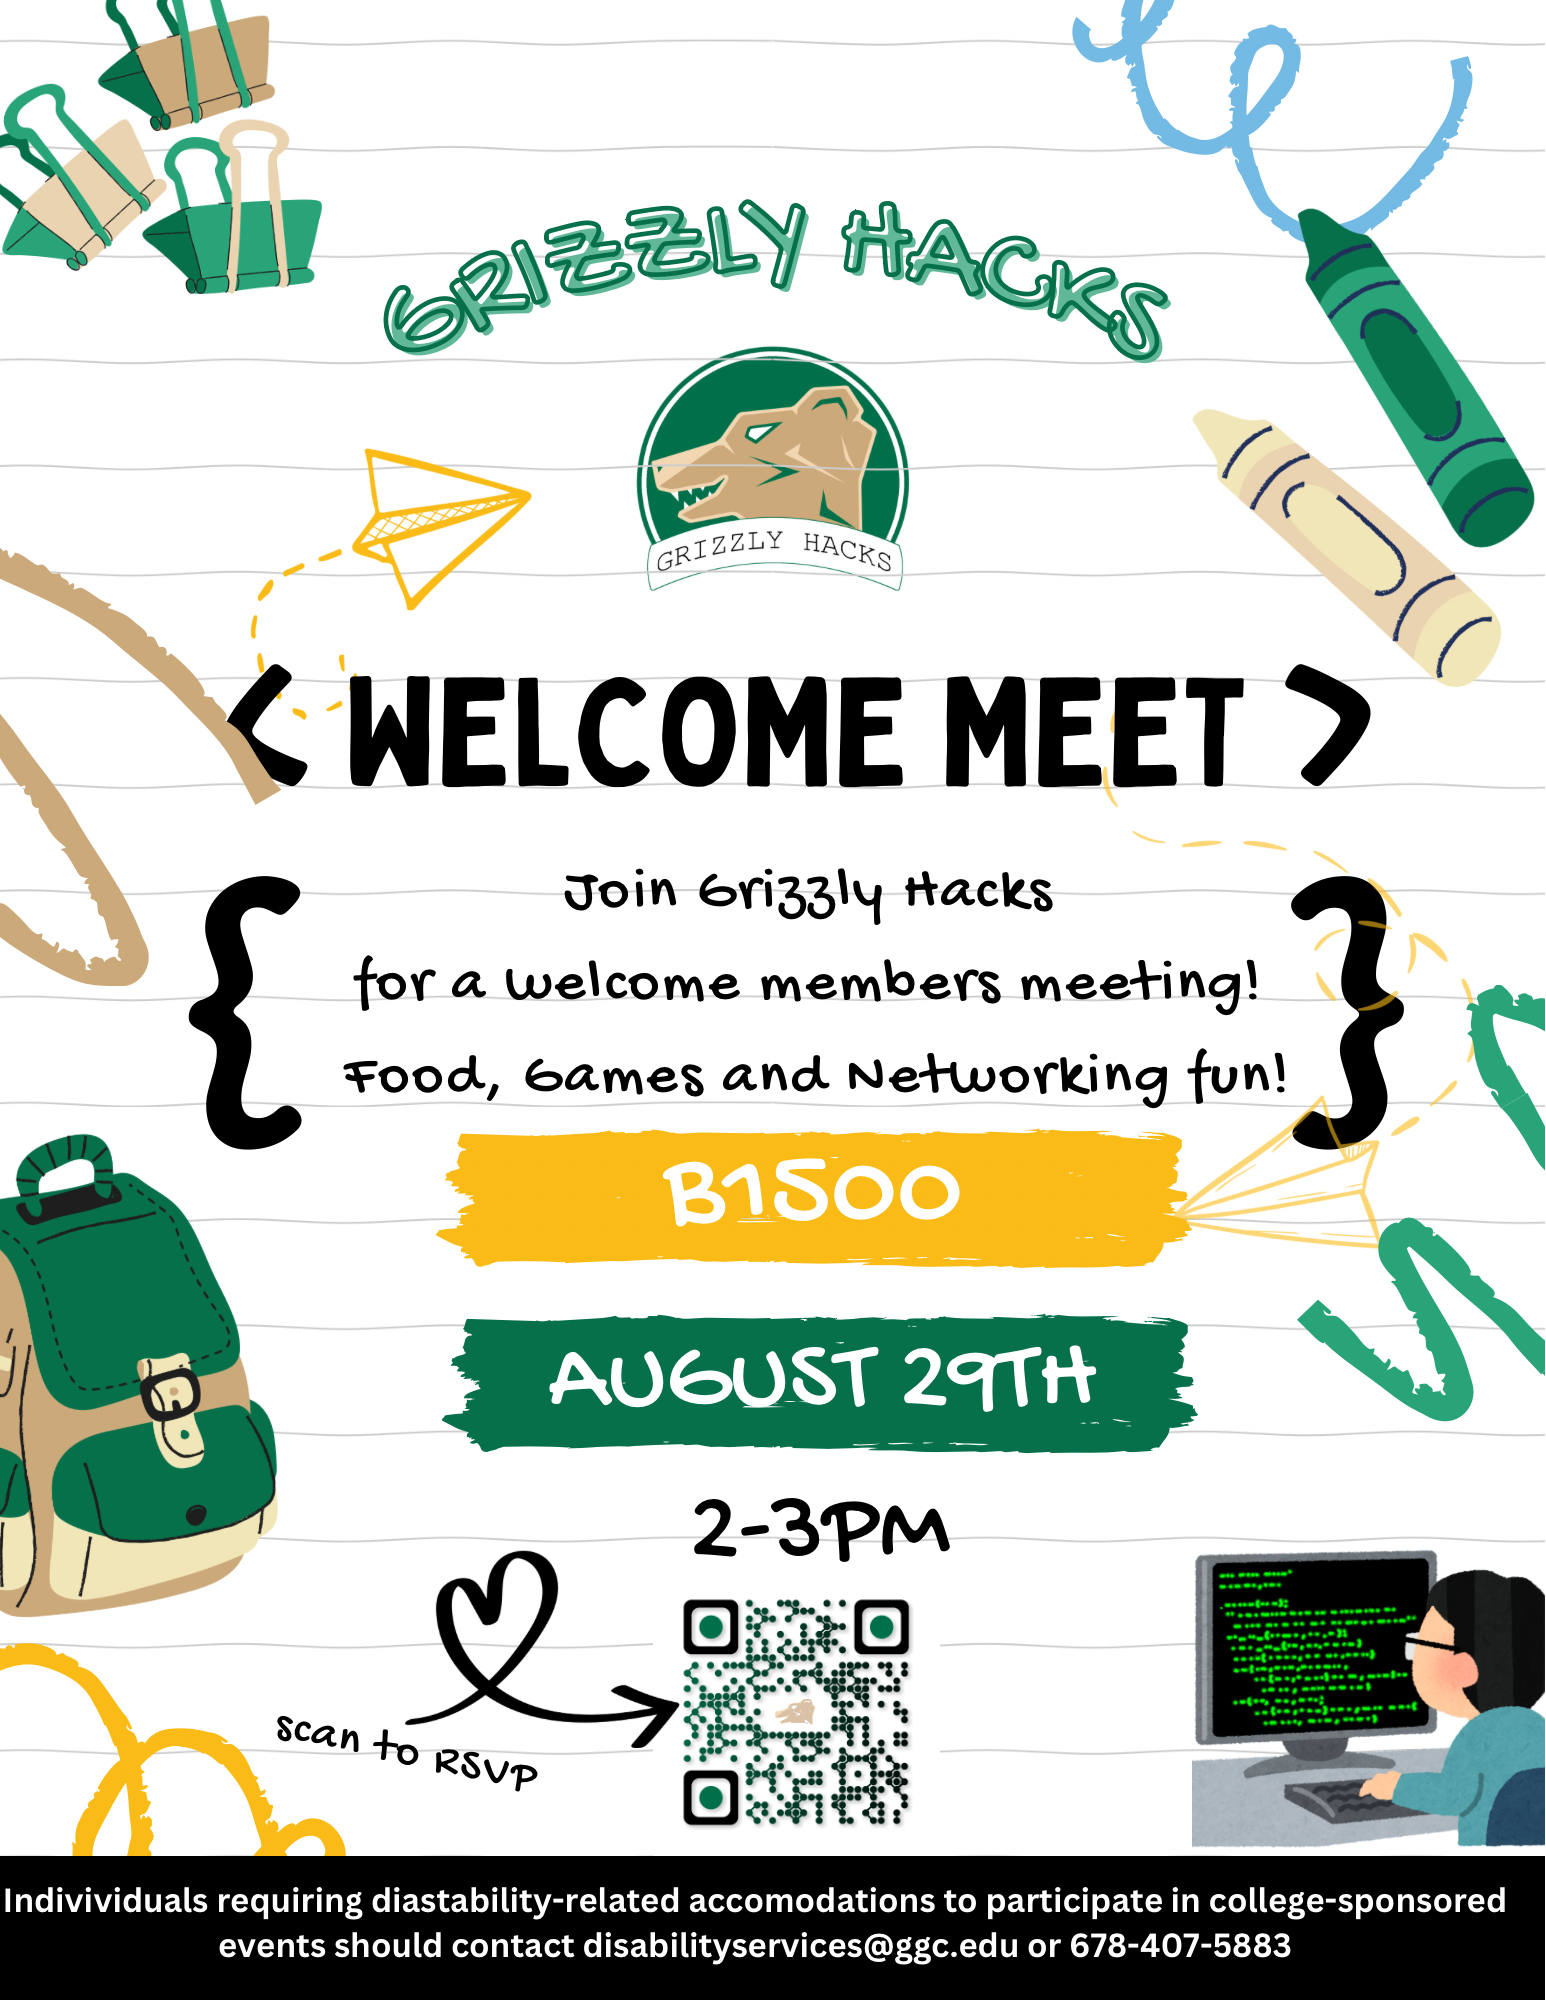 GRIZZLY HACKS
GRIZZLY HACKS
< WELCOME MEET >
{ Join Grizzly Hacks
for a welcome members meeting!
Food, Games and Networking fun! }
B1500
AUGUST 29TH
2-3PM
scan to RSVP
Indivividuals requiring diastability-related accomodations to participate in college-sponsored
events should contact disabilityservices@ggc.edu or 678-407-5883